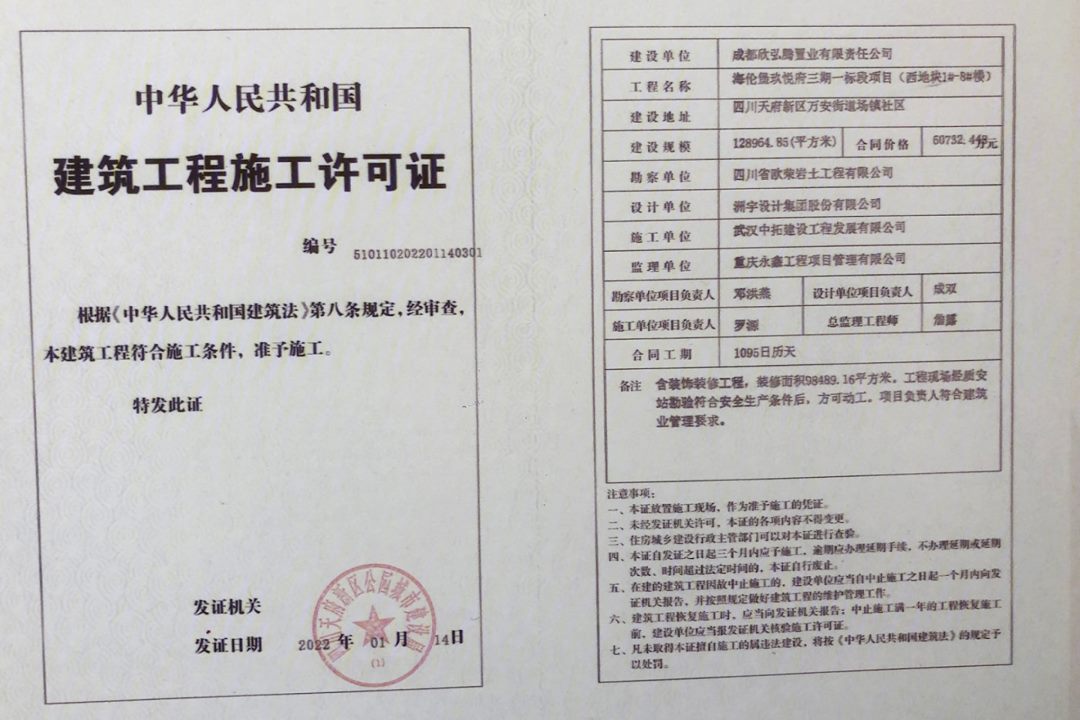 中华人民共和国
建筑工程施工许可证
编号 510110202201140301
根据《中华人民共和国建筑法》第八条规定,经审查,
本建筑工程符合施工条件，准予施工。
特发此证
发证机关
发证日期 2022 年 01 月 14 日
天府新区公园城市建设局
(1)
建设单位 成都欣弘腾置业有限责任公司
工程名称 海伦堡玖悦府三期一标段项目（西地块1#-8#楼）
建设地址 四川天府新区万安街道场镇社区
建设规模 128964.85(平方米) 合同价格 60732.448万元
勘察单位 四川省欧荣岩土工程有限公司
设计单位 洲宇设计集团股份有限公司
施工单位 武汉中拓建设工程发展有限公司
监理单位 重庆永鑫工程项目管理有限公司
勘察单位项目负责人 邓洪燕 设计单位项目负责人 成双
施工单位项目负责人 罗源 总监理工程师 詹露
合同工期 1095日历天
备注 含装饰装修工程，装修面积98489.16平方米。工程现场经质安
站勘验符合安全生产条件后，方可动工。项目负责人符合建筑
业管理要求。
注意事项：
一、本证放置施工现场，作为准予施工的凭证。
二、未经发证机关许可，本证的各项内容不得变更。
三、住房城乡建设行政主管部门可以对本证进行查验。
四、本证自发证之日起三个月内应予施工，逾期应办理延期手续，不办理延期或延期
次数、时间超过法定时间的，本证自行废止。
五、在建的建筑工程因故中止施工的，建设单位应当自中止施工之日起一个月内向发
证机关报告，并按照规定做好建筑工程的维护管理工作。
六、建筑工程恢复施工时，应当向发证机关报告；中止施工满一年的工程恢复施工
前，建设单位应当报发证机关核验施工许可证。
七、凡未取得本证擅自施工的属违法建设，将按《中华人民共和国建筑法》的规定予
以处罚。